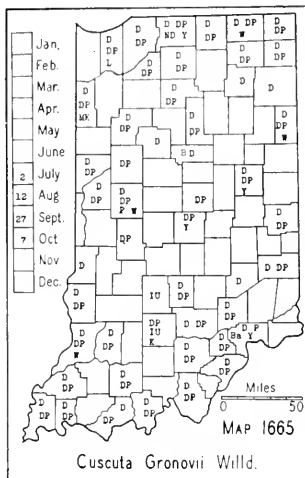 D D DP D DP D
D ND Y DP W DP
DP D D D
L DP DP DP
Jan.
Feb.
Mar.
Apr.
May
June
2 July
12 Aug
27 Sept.
7 Oct
Nov
Dec.
D D D D D
DP DP DP DP
MK
D
DP
W
D DP B D
DP
D D
DP DP DP DP
P W Y
DP
Y
DP D
D DP
D IU D
DP DP D
DP
D DP D D P
DP IU D DP Ba Y
W D K D
DP DP
D D D D D D
DP DP DP DP DP
Miles
0 50
MAP 1665
Cuscuta Gronovii Willd.